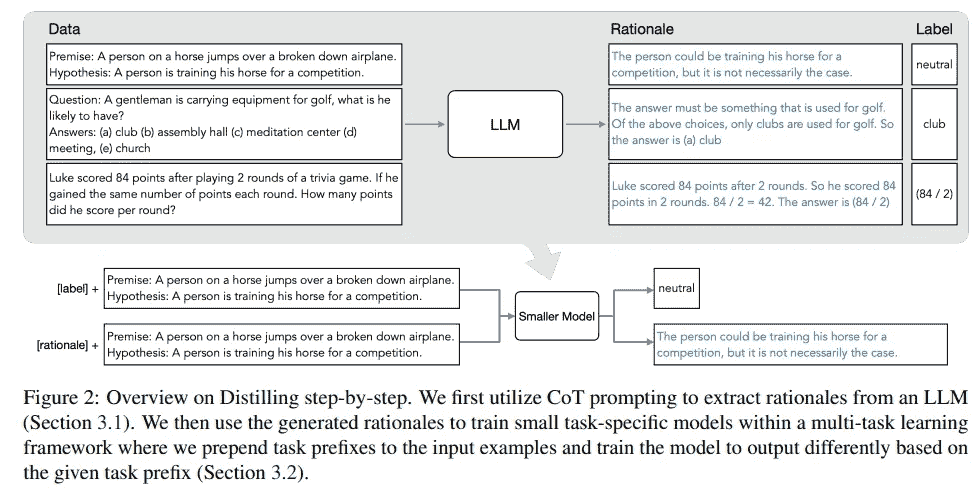 Data
Rationale
Label
Premise: A person on a horse jumps over a broken down airplane.
Hypothesis: A person is training his horse for a competition.
The person could be training his horse for a
competition, but it is not necessarily the case.
neutral
Question: A gentleman is carrying equipment for golf, what is he
likely to have?
Answers: (a) club (b) assembly hall (c) meditation center (d)
meeting, (e) church
LLM
The answer must be something that is used for golf.
Of the above choices, only clubs are used for golf. So
the answer is (a) club
club
Luke scored 84 points after playing 2 rounds of a trivia game. If he
gained the same number of points each round. How many points
did he score per round?
Luke scored 84 points after 2 rounds. So he scored 84
points in 2 rounds. 84 / 2 = 42. The answer is (84 / 2)
(84 / 2)
[label] +
Premise: A person on a horse jumps over a broken down airplane.
Hypothesis: A person is training his horse for a competition.
neutral
Smaller Model
[rationale] +
Premise: A person on a horse jumps over a broken down airplane.
Hypothesis: A person is training his horse for a competition.
The person could be training his horse for a
competition, but it is not necessarily the case.
Figure 2: Overview on Distilling step-by-step. We first utilize CoT prompting to extract rationales from an LLM
(Section 3.1). We then use the generated rationales to train small task-specific models within a multi-task learning
framework where we prepend task prefixes to the input examples and train the model to output differently based on
the given task prefix (Section 3.2).